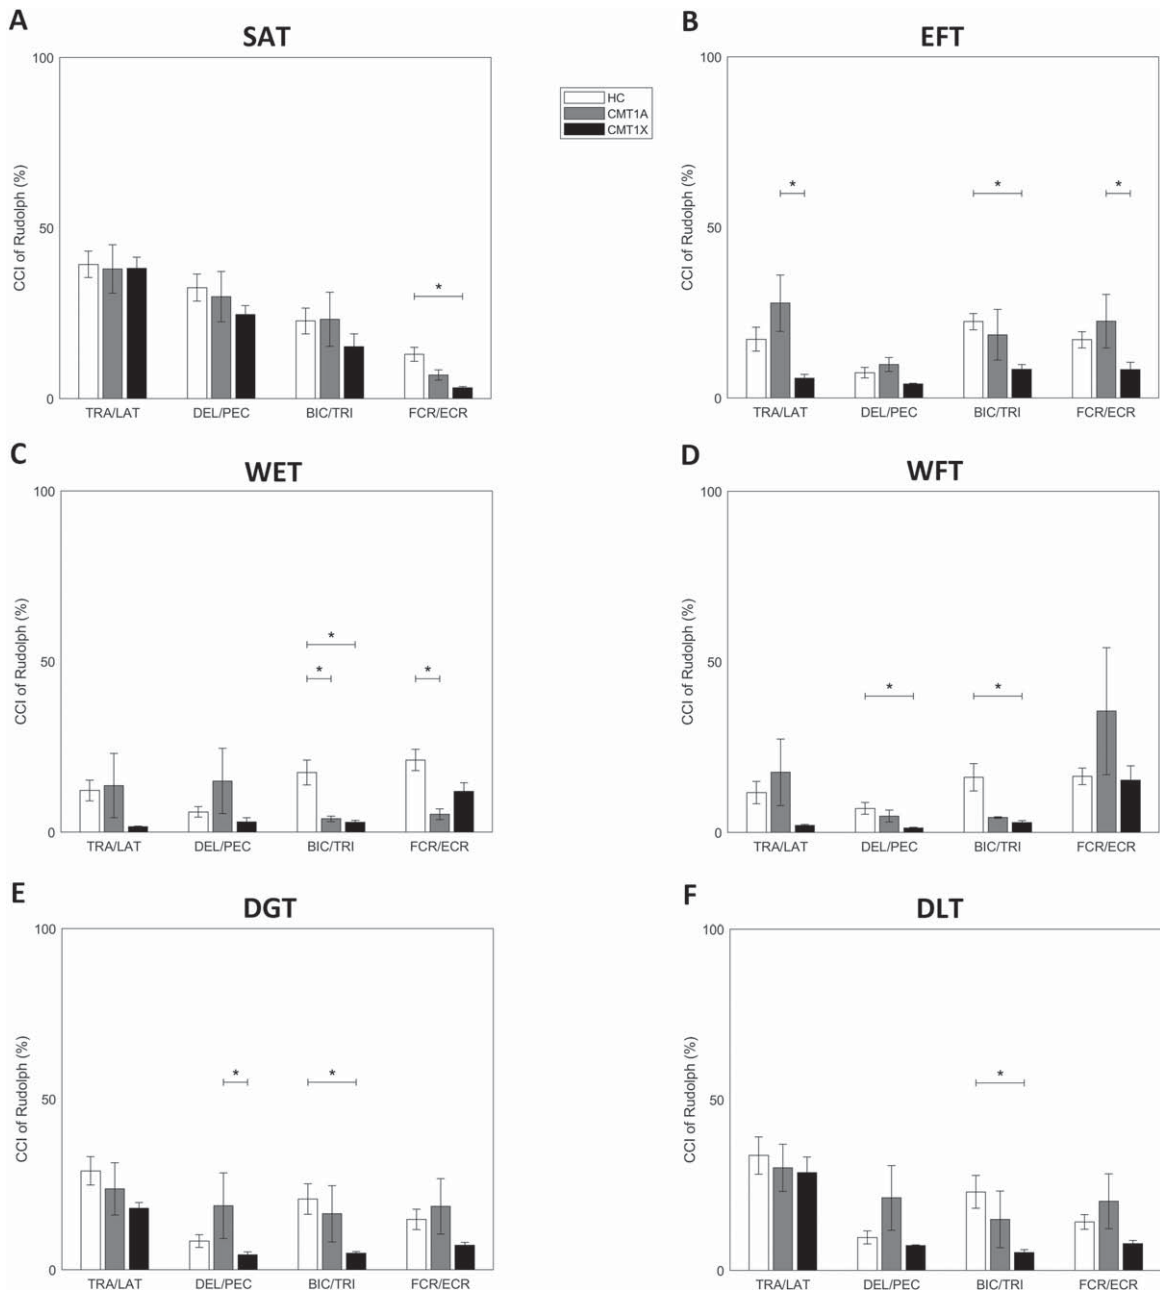 A
SAT
100
50
0
CCI of Rudolph (%)
*
TRA/LAT DEL/PEC BIC/TRI FCR/ECR
HC
CMT1A
CMT1X
B
EFT
100
50
0
CCI of Rudolph (%)
* * *
TRA/LAT DEL/PEC BIC/TRI FCR/ECR
C
WET
100
50
0
CCI of Rudolph (%)
*
* *
TRA/LAT DEL/PEC BIC/TRI FCR/ECR
D
WFT
100
50
0
CCI of Rudolph (%)
* *
TRA/LAT DEL/PEC BIC/TRI FCR/ECR
E
DGT
100
50
0
CCI of Rudolph (%)
* *
TRA/LAT DEL/PEC BIC/TRI FCR/ECR
F
DLT
100
50
0
CCI of Rudolph (%)
*
TRA/LAT DEL/PEC BIC/TRI FCR/ECR